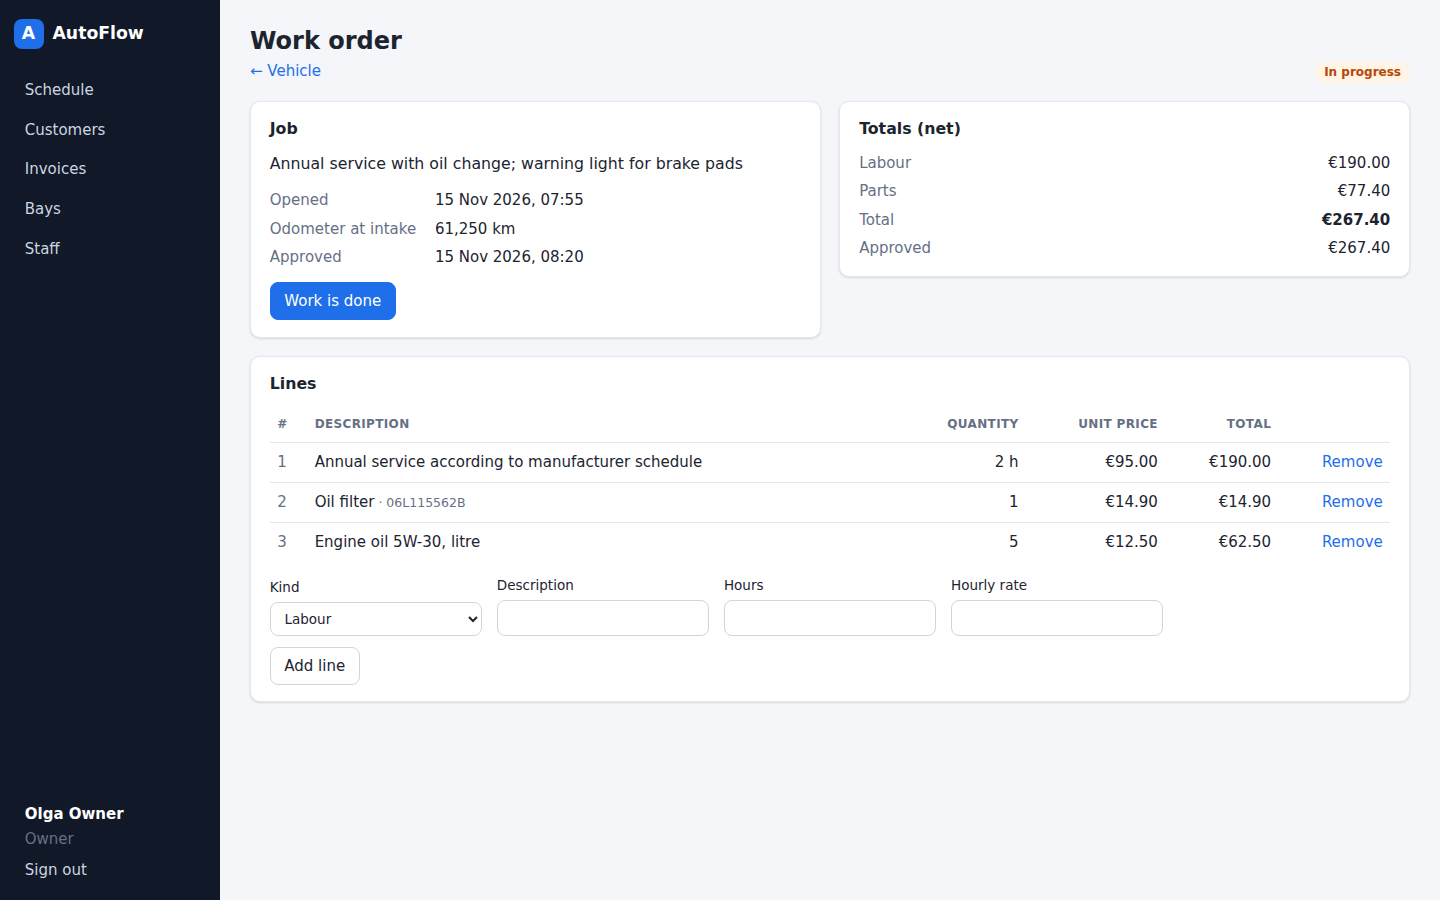 A AutoFlow
Schedule
Customers
Invoices
Bays
Staff
Olga Owner
Owner
Sign out
Work order
← Vehicle
In progress
Job
Annual service with oil change; warning light for brake pads
Opened 15 Nov 2026, 07:55
Odometer at intake 61,250 km
Approved 15 Nov 2026, 08:20
Work is done
Totals (net)
Labour €190.00
Parts €77.40
Total €267.40
Approved €267.40
Lines
# DESCRIPTION QUANTITY UNIT PRICE TOTAL
1 Annual service according to manufacturer schedule 2 h €95.00 €190.00 Remove
2 Oil filter · 06L115562B 1 €14.90 €14.90 Remove
3 Engine oil 5W-30, litre 5 €12.50 €62.50 Remove
Kind Description Hours Hourly rate
Labour
Add line